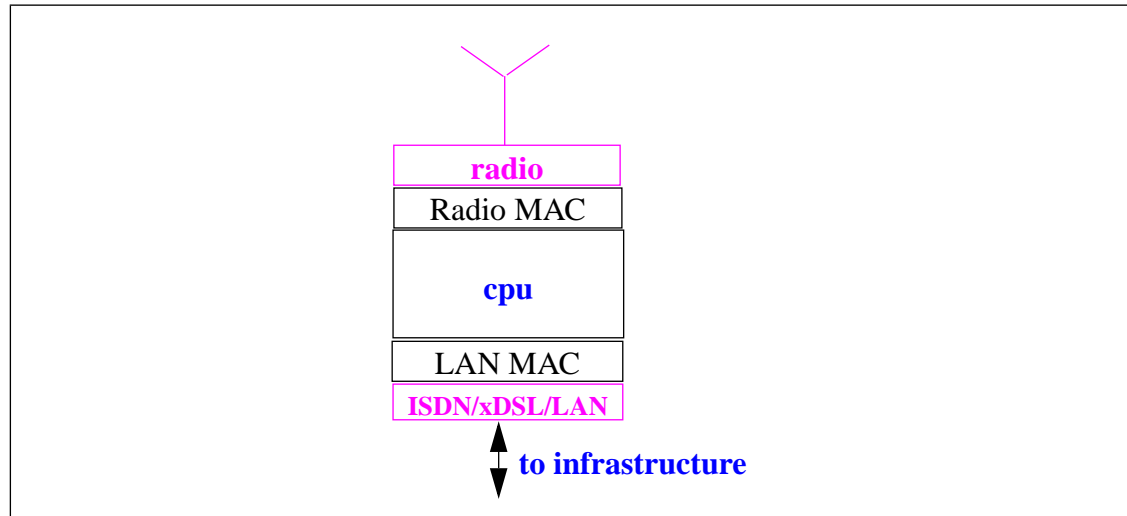 radio
Radio MAC
cpu
LAN MAC
ISDN/xDSL/LAN
to infrastructure